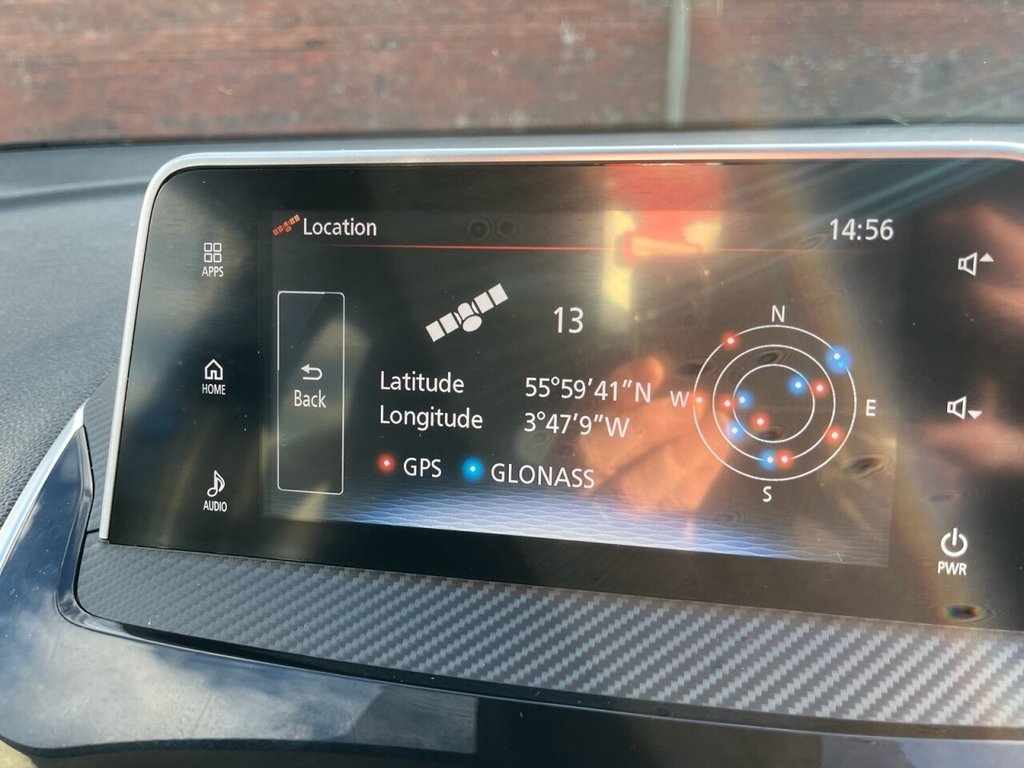 Location
14:56
APPS
13
N
HOME
Back
Latitude 55°59’41”N
W
E
Longitude 3°47’9”W
GPS
GLONASS
S
AUDIO
PWR